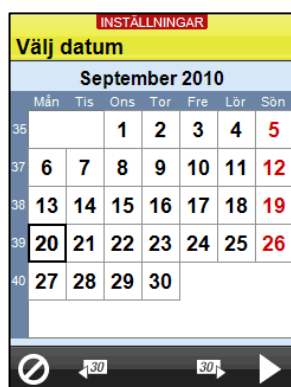 INSTÄLLNINGAR
Välj datum
September 2010
Mån Tis Ons Tor Fre Lör Sön
35 1 2 3 4 5
37 6 7 8 9 10 11 12
38 13 14 15 16 17 18 19
39 20 21 22 23 24 25 26
40 27 28 29 30
30 30